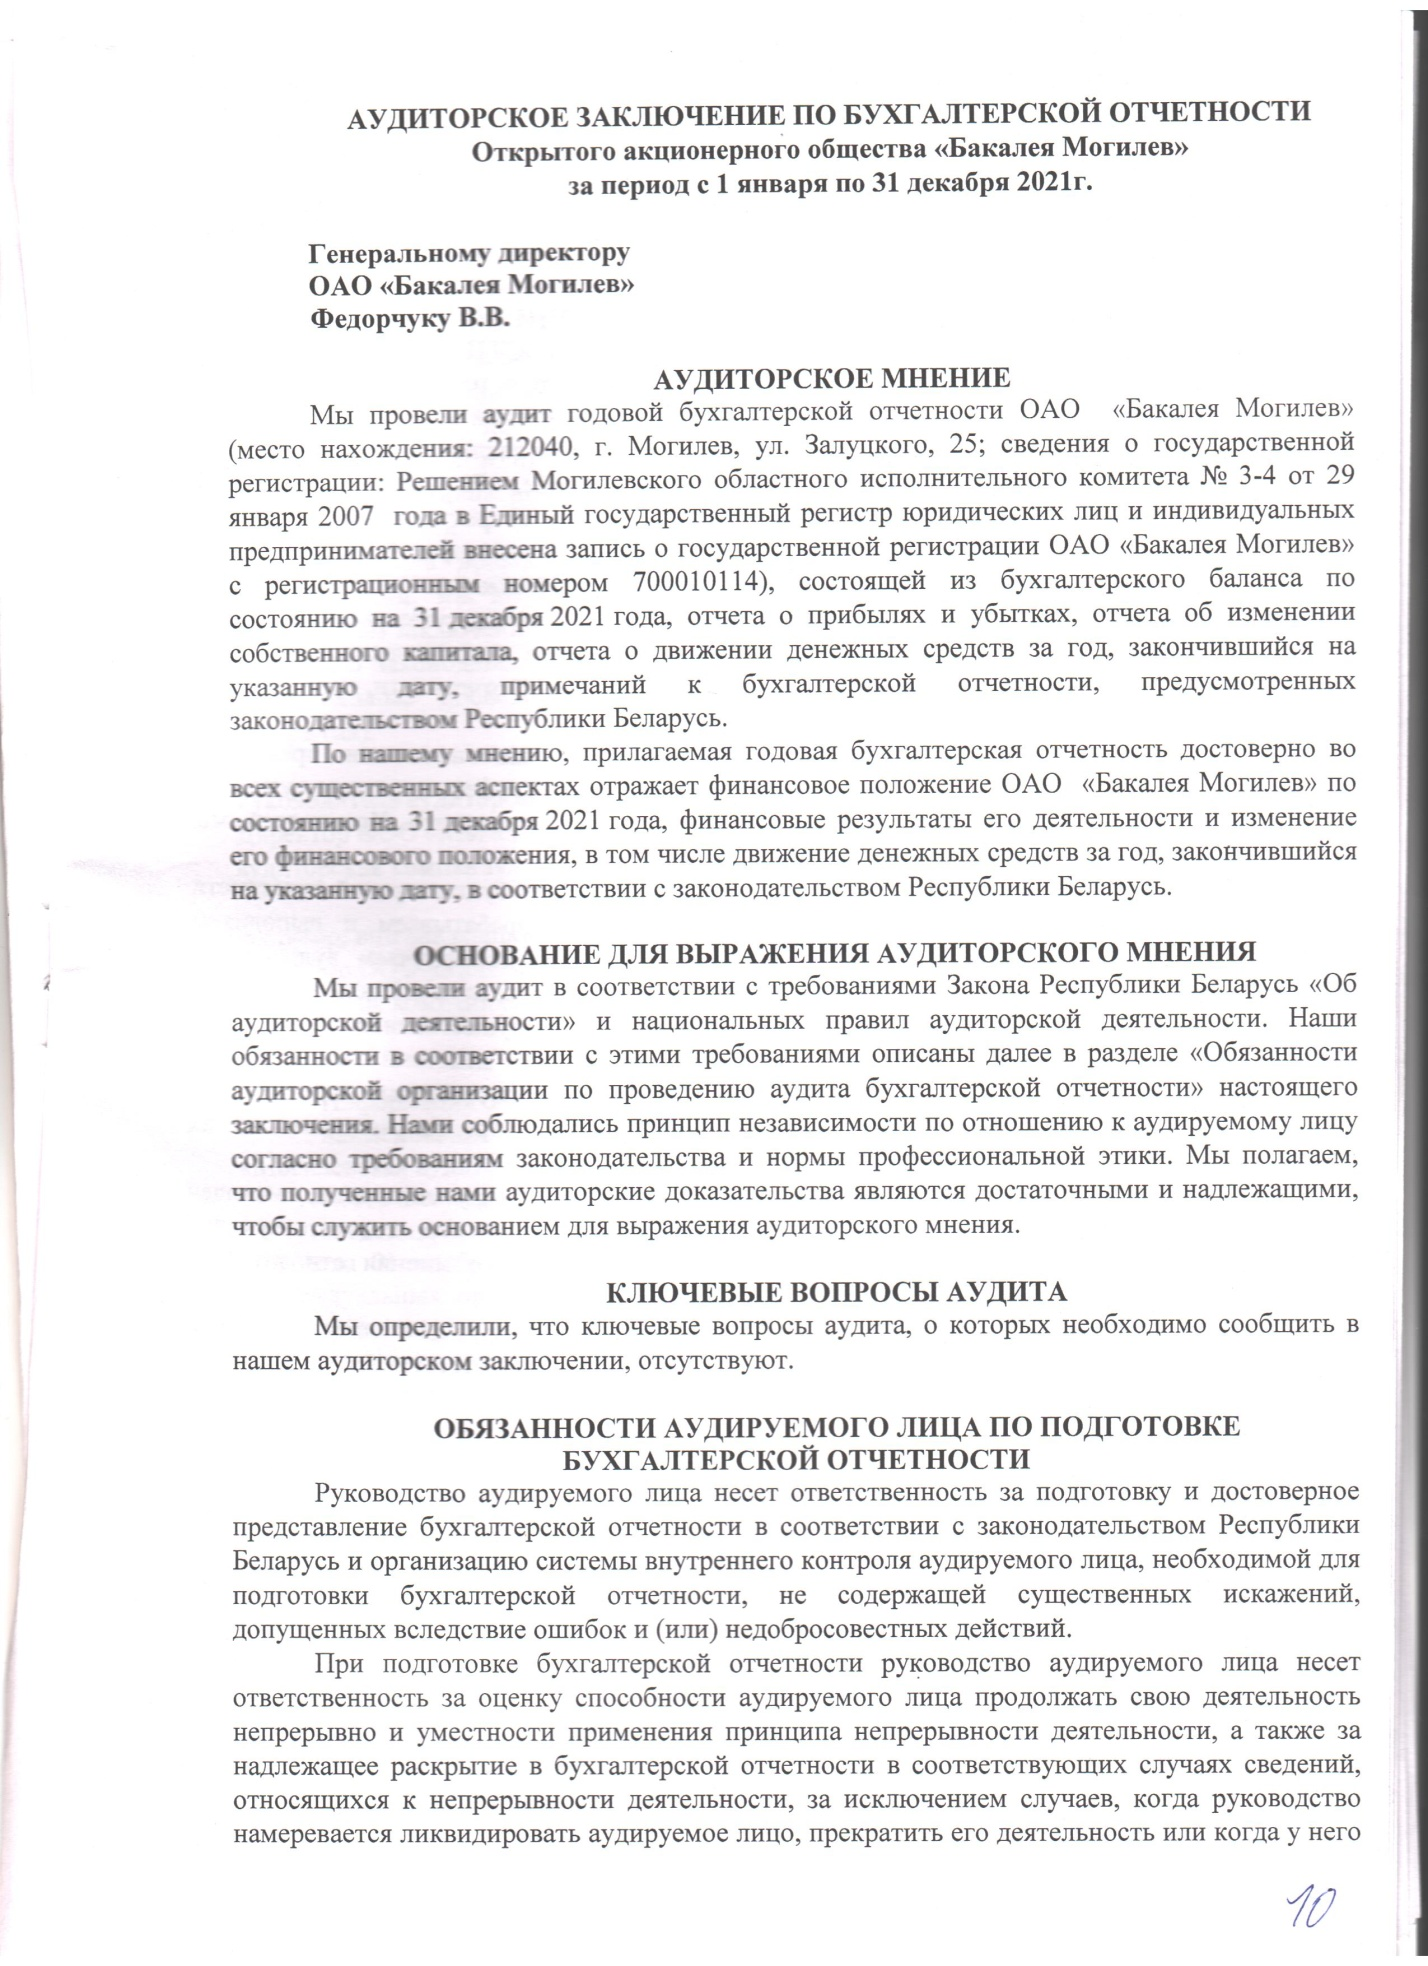 АУДИТОРСКОЕ ЗАКЛЮЧЕНИЕ ПО БУХГАЛТЕРСКОЙ ОТЧЕТНОСТИ
Открытого акционерного общества «Бакалея Могилев»
за период с 1 января по 31 декабря 2021г.
Генеральному директору
ОАО «Бакалея Могилев»
Федорчуку В.В.
АУДИТОРСКОЕ МНЕНИЕ
Мы провели аудит годовой бухгалтерской отчетности ОАО «Бакалея Могилев»
(место нахождения: 212040, г. Могилев, ул. Залуцкого, 25; сведения о государственной
регистрации: Решением Могилевского областного исполнительного комитета № 3-4 от 29
января 2007 года в Единый государственный регистр юридических лиц и индивидуальных
предпринимателей внесена запись о государственной регистрации ОАО «Бакалея Могилев»
с регистрационным номером 700010114), состоящей из бухгалтерского баланса по
состоянию на 31 декабря 2021 года, отчета о прибылях и убытках, отчета об изменении
собственного капитала, отчета о движении денежных средств за год, закончившийся на
указанную дату, примечаний к бухгалтерской отчетности, предусмотренных
законодательством Республики Беларусь.
По нашему мнению, прилагаемая годовая бухгалтерская отчетность достоверно во
всех существенных аспектах отражает финансовое положение ОАО «Бакалея Могилев» по
состоянию на 31 декабря 2021 года, финансовые результаты его деятельности и изменение
его финансового положения, в том числе движение денежных средств за год, закончившийся
на указанную дату, в соответствии с законодательством Республики Беларусь.
ОСНОВАНИЕ ДЛЯ ВЫРАЖЕНИЯ АУДИТОРСКОГО МНЕНИЯ
Мы провели аудит в соответствии с требованиями Закона Республики Беларусь «Об
аудиторской деятельности» и национальных правил аудиторской деятельности. Наши
обязанности в соответствии с этими требованиями описаны далее в разделе «Обязанности
аудиторской организации по проведению аудита бухгалтерской отчетности» настоящего
заключения. Нами соблюдались принцип независимости по отношению к аудируемому лицу
согласно требованиям законодательства и нормы профессиональной этики. Мы полагаем,
что полученные нами аудиторские доказательства являются достаточными и надлежащими,
чтобы служить основанием для выражения аудиторского мнения.
КЛЮЧЕВЫЕ ВОПРОСЫ АУДИТА
Мы определили, что ключевые вопросы аудита, о которых необходимо сообщить в
нашем аудиторском заключении, отсутствуют.
ОБЯЗАННОСТИ АУДИРУЕМОГО ЛИЦА ПО ПОДГОТОВКЕ
БУХГАЛТЕРСКОЙ ОТЧЕТНОСТИ
Руководство аудируемого лица несет ответственность за подготовку и достоверное
представление бухгалтерской отчетности в соответствии с законодательством Республики
Беларусь и организацию системы внутреннего контроля аудируемого лица, необходимой для
подготовки бухгалтерской отчетности, не содержащей существенных искажений,
допущенных вследствие ошибок и (или) недобросовестных действий.
При подготовке бухгалтерской отчетности руководство аудируемого лица несет
ответственность за оценку способности аудируемого лица продолжать свою деятельность
непрерывно и уместности применения принципа непрерывности деятельности, а также за
надлежащее раскрытие в бухгалтерской отчетности в соответствующих случаях сведений,
относящихся к непрерывности деятельности, за исключением случаев, когда руководство
намеревается ликвидировать аудируемое лицо, прекратить его деятельность или когда у него
10